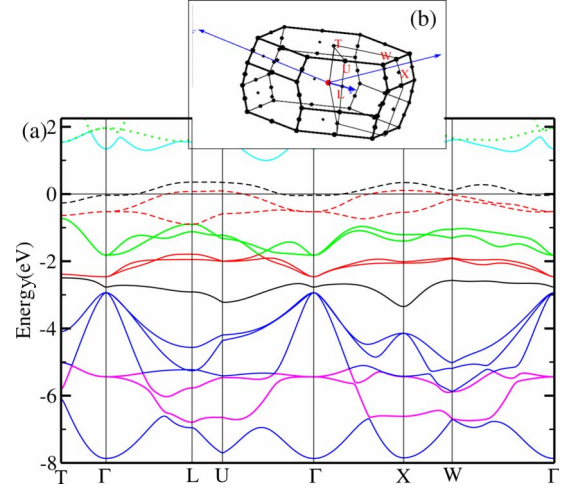 (b)
T
W
U
X
L
(a)
2
0
-2
-4
-6
-8
Energy(eV)
T Γ L U Γ X W Γ